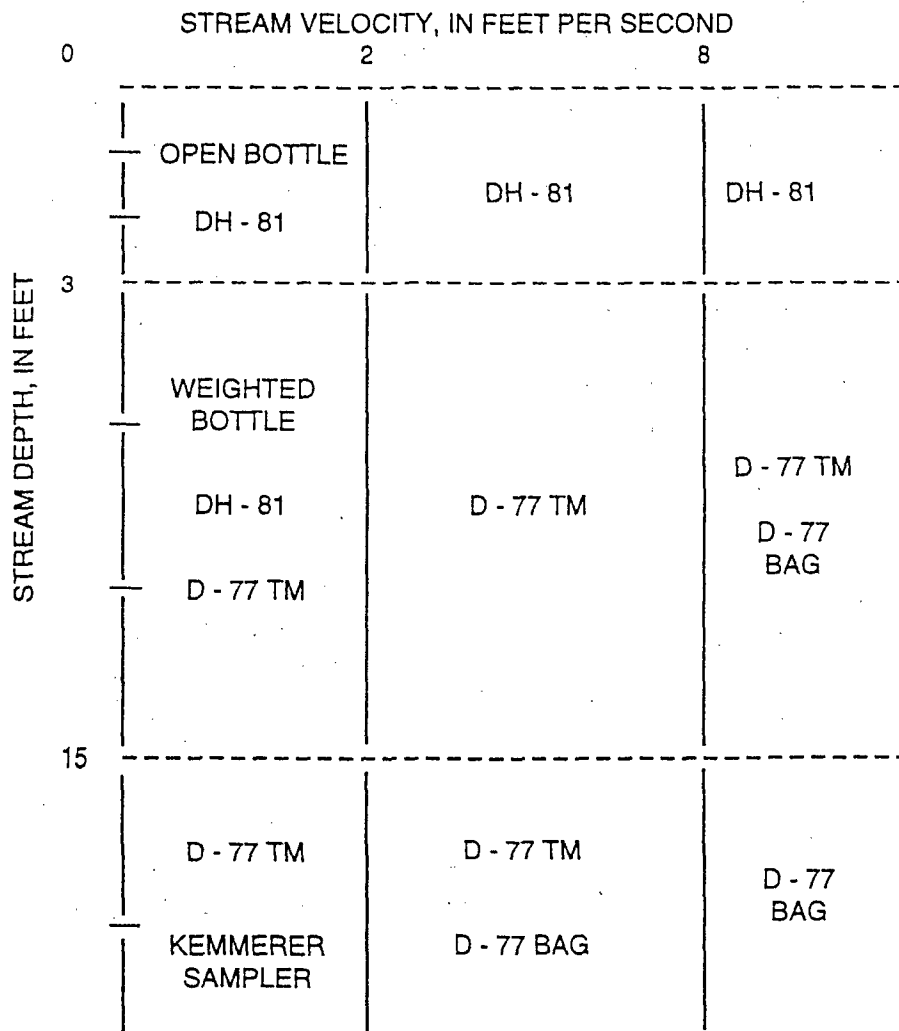 STREAM VELOCITY, IN FEET PER SECOND
0 2 8
OPEN BOTTLE
DH - 81
DH - 81
DH - 81
STREAM DEPTH, IN FEET
3
WEIGHTED
BOTTLE
DH - 81
D - 77 TM
D - 77 TM
D - 77 TM
D - 77
BAG
15
D - 77 TM
KEMMERER
SAMPLER
D - 77 TM
D - 77 BAG
D - 77
BAG